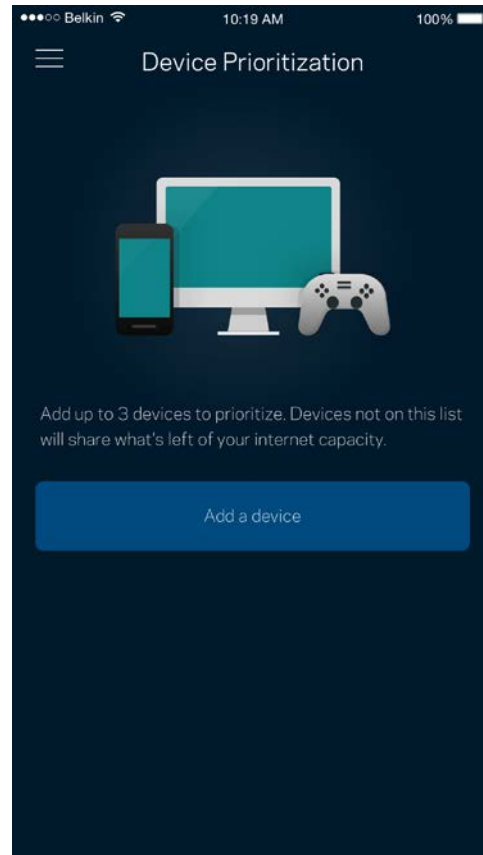 Belkin 10:19 AM 100%
Device Prioritization
Add up to 3 devices to prioritize. Devices not on this list
will share what's left of your internet capacity.
Add a device